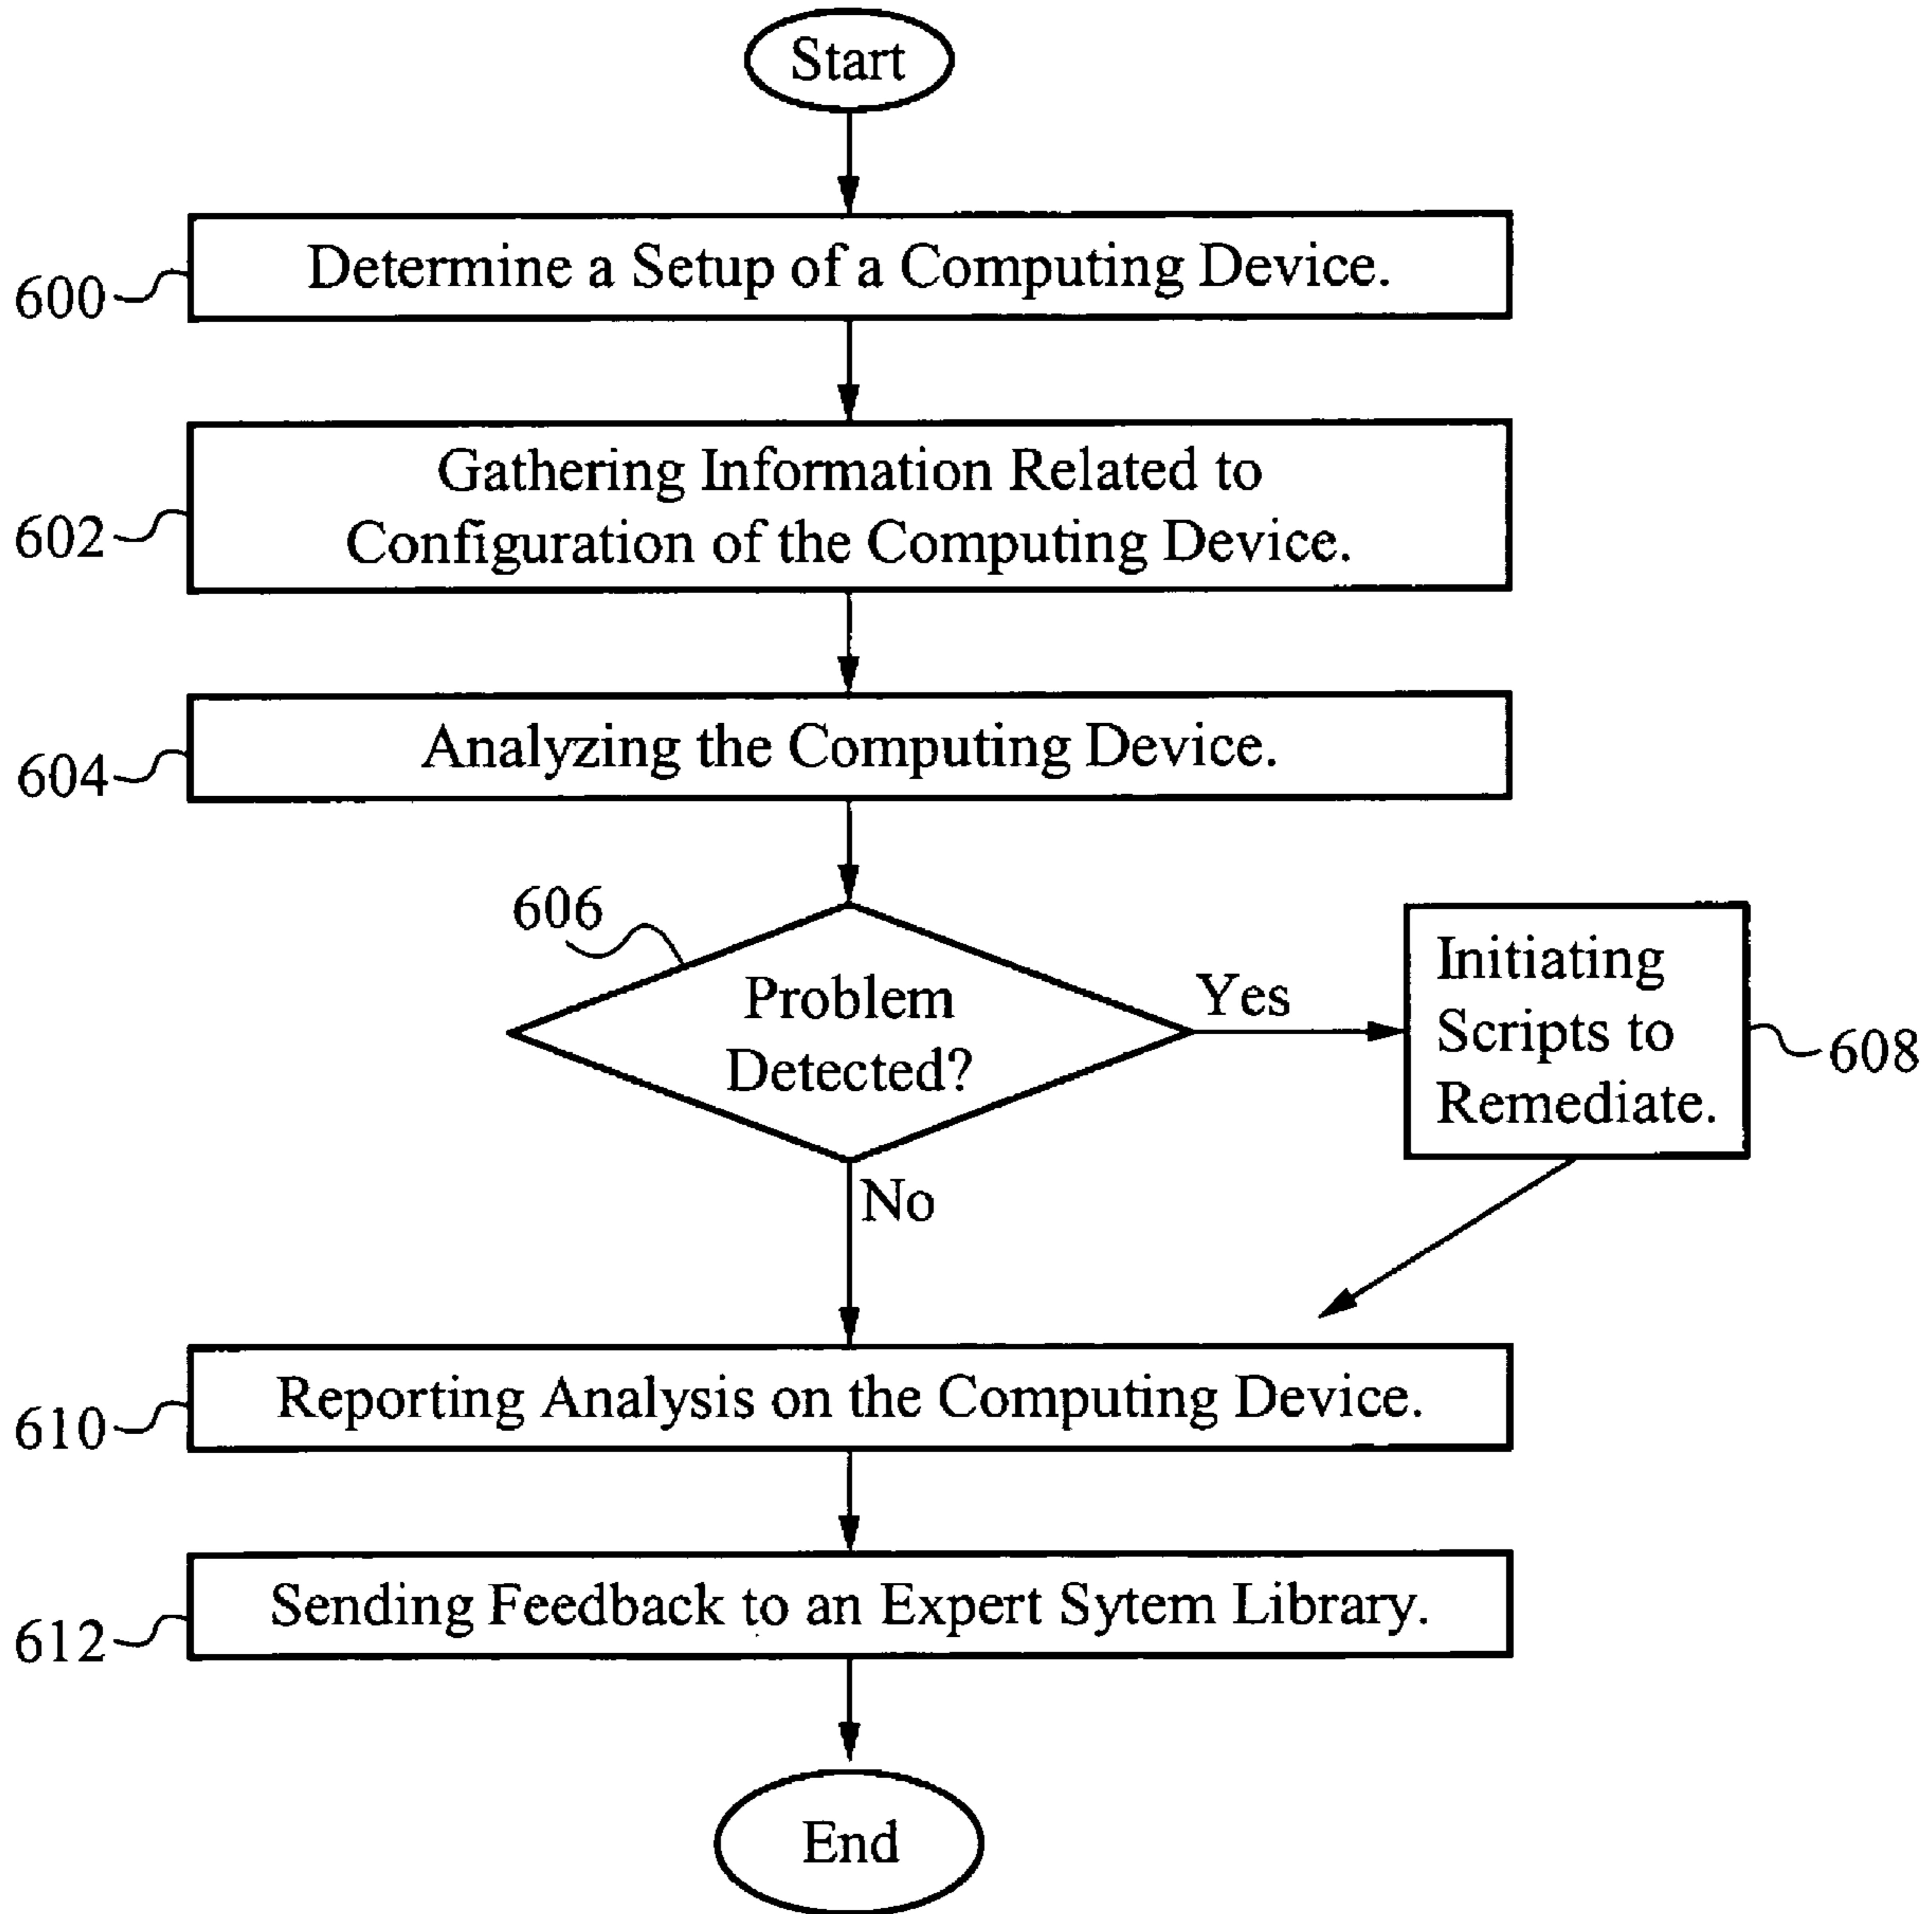 Start
Determine a Setup of a Computing Device.
600
Gathering Information Related to
Configuration of the Computing Device.
602
Analyzing the Computing Device.
604
606
Problem
Detected?
Yes
Initiating
Scripts to
Remediate.
608
No
Reporting Analysis on the Computing Device.
610
Sending Feedback to an Expert Sytem Library.
612
End